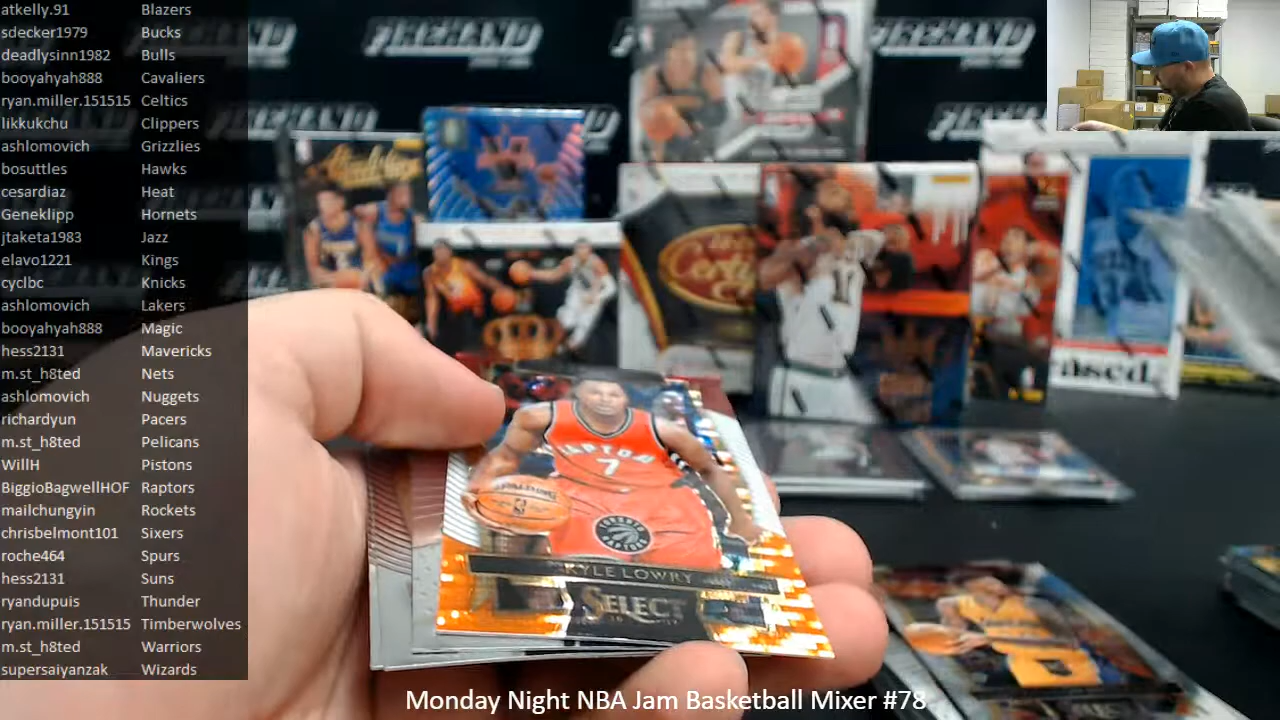 atkelly.91 Blazers
sdecker1979 Bucks
deadlysinn1982 Bulls
booyahyah888 Cavaliers
ryan.miller.151515 Celtics
likkukchu Clippers
ashlomovich Grizzlies
bosuttles Hawks
cesardiaz Heat
Geneklipp Hornets
jtaketa1983 Jazz
elavo1221 Kings
cyclbc Knicks
ashlomovich Lakers
booyahyah888 Magic
hess2131 Mavericks
m.st_h8ted Nets
ashlomovich Nuggets
richardyun Pacers
m.st_h8ted Pelicans
WillH Pistons
BiggioBagwellHOF Raptors
mailchungyin Rockets
chrisbelmont101 Sixers
roche464 Spurs
hess2131 Suns
ryandupuis Thunder
ryan.miller.151515 Timberwolves
m.st_h8ted Warriors
supersaiyanzak Wizards
FIREHAND
FIREHAND
Absolute
ased.
7
KYLE LOWRY
SELECT
Monday Night NBA Jam Basketball Mixer #78